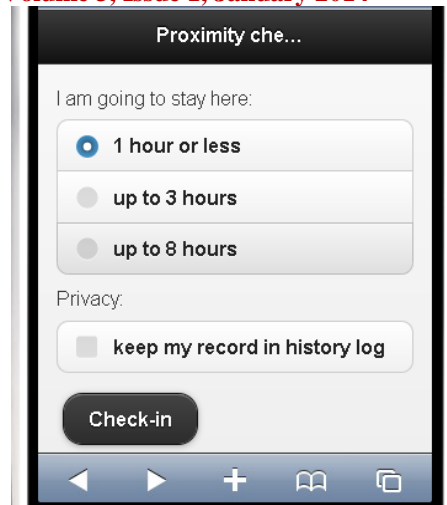 Proximity che...
I am going to stay here:
1 hour or less
up to 3 hours
up to 8 hours
Privacy:
keep my record in history log
Check-in